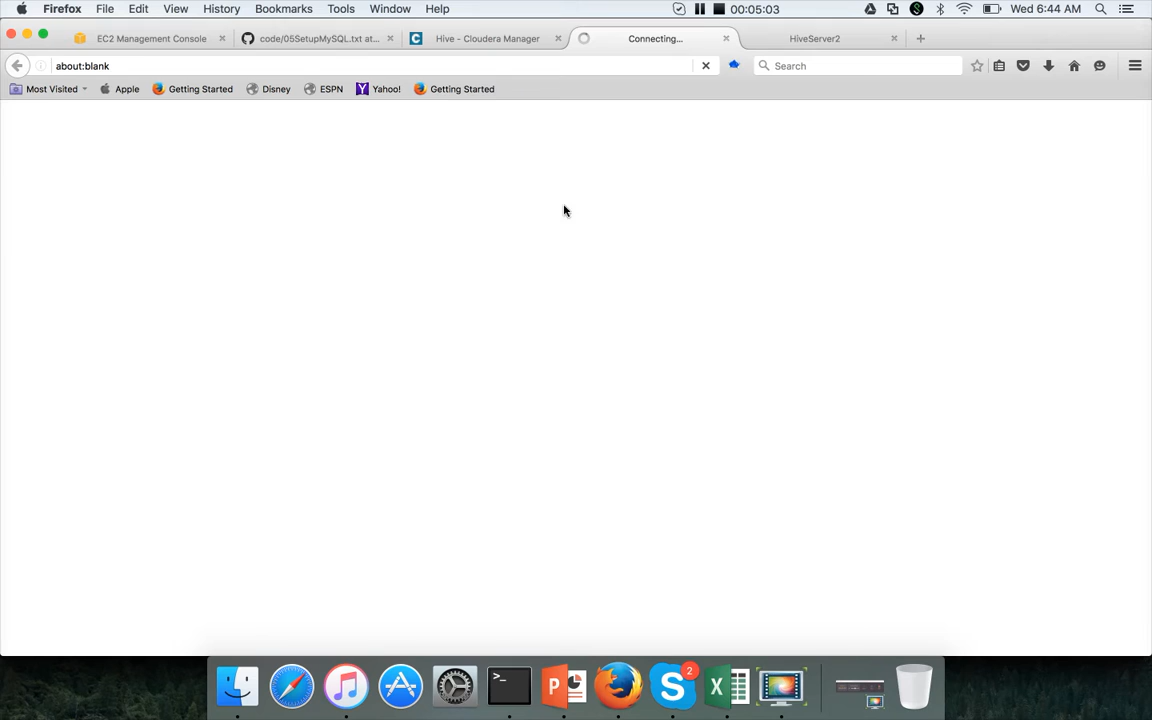 Firefox File Edit View History Bookmarks Tools Window Help 00:05:03 Wed 6:44 AM
EC2 Management Console code/05SetupMySQL.txt at... Hive - Cloudera Manager Connecting... HiveServer2
about:blank Search
Most Visited Apple Getting Started Disney ESPN Yahoo! Getting Started
2